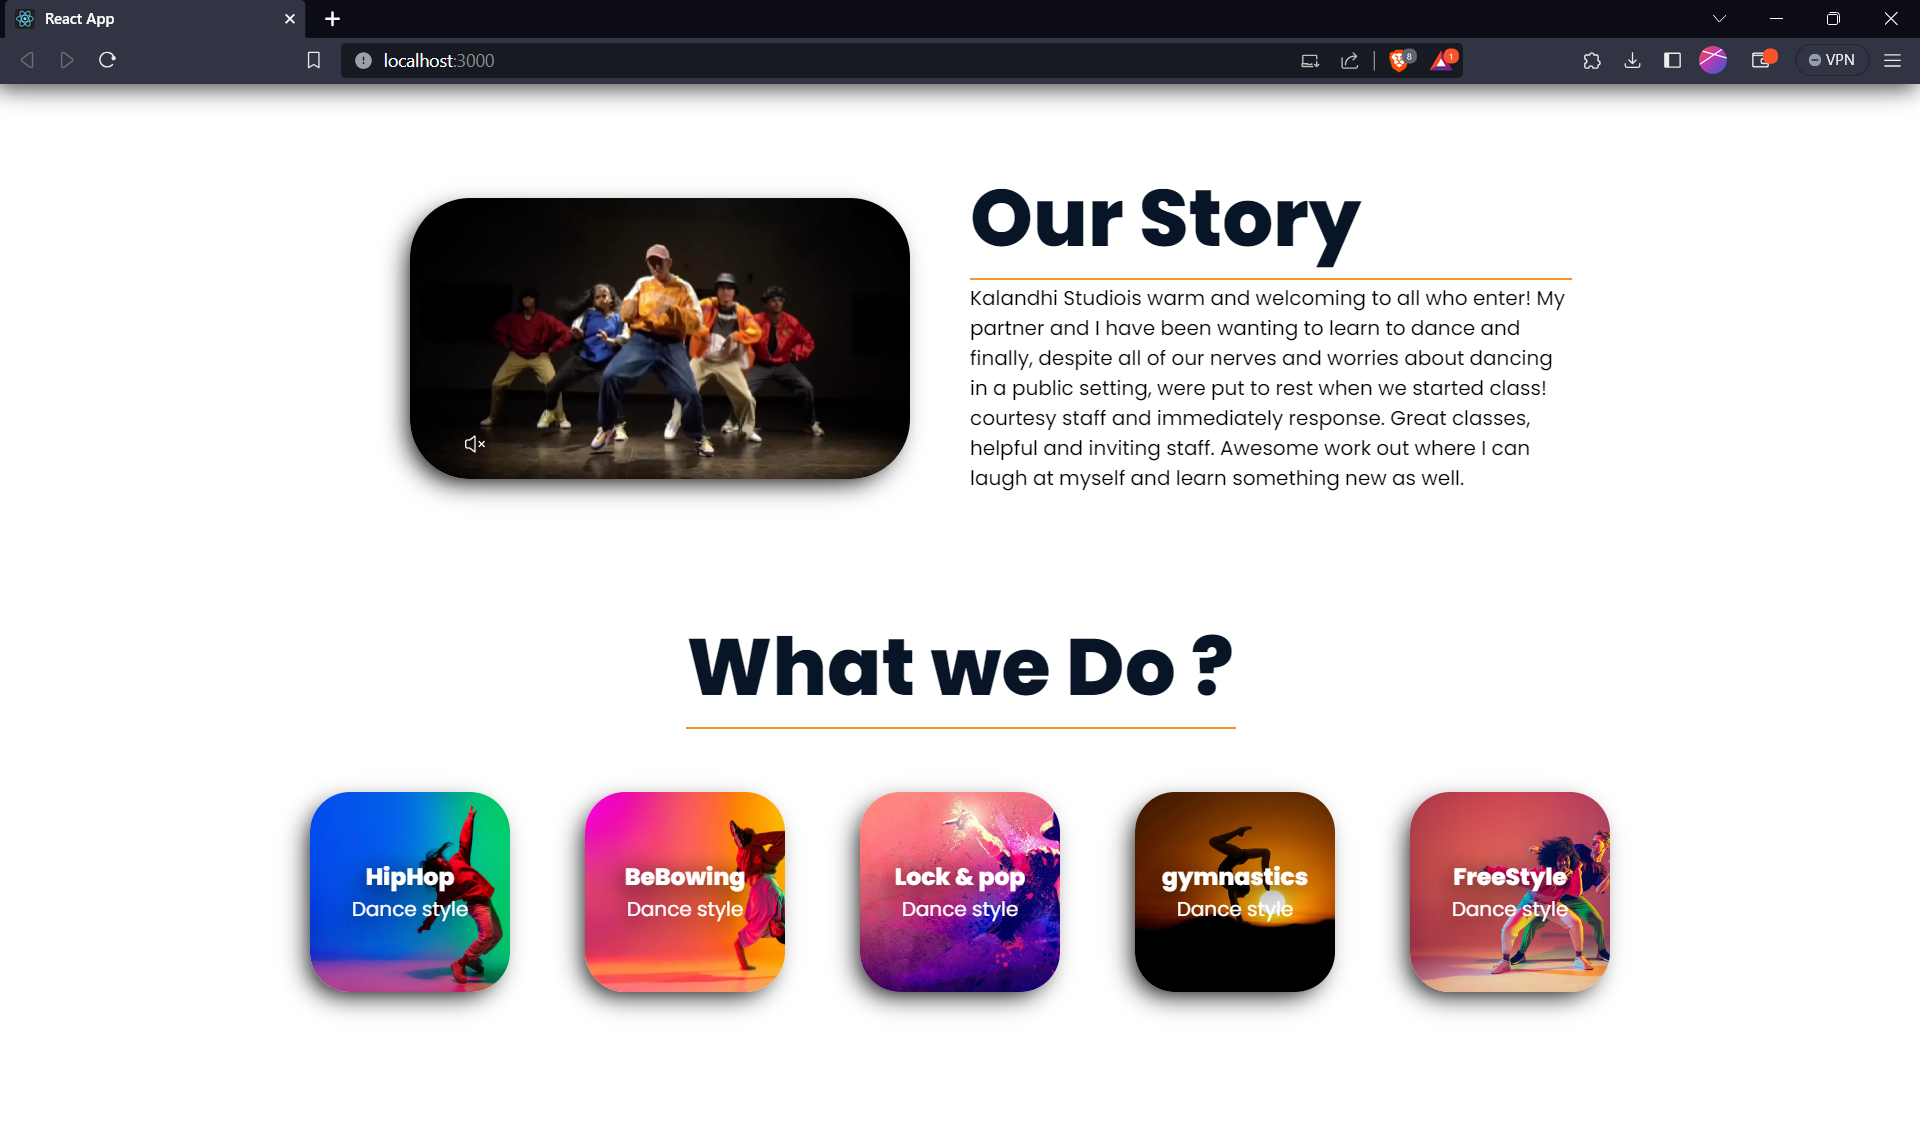 React App
localhost:3000
8
1
VPN
Our Story
Kalandhi Studiois warm and welcoming to all who enter! My
partner and I have been wanting to learn to dance and
finally, despite all of our nerves and worries about dancing
in a public setting, were put to rest when we started class!
courtesy staff and immediately response. Great classes,
helpful and inviting staff. Awesome work out where I can
laugh at myself and learn something new as well.
What we Do ?
HipHop
Dance style
BeBowing
Dance style
Lock & pop
Dance style
gymnastics
Dance style
FreeStyle
Dance style